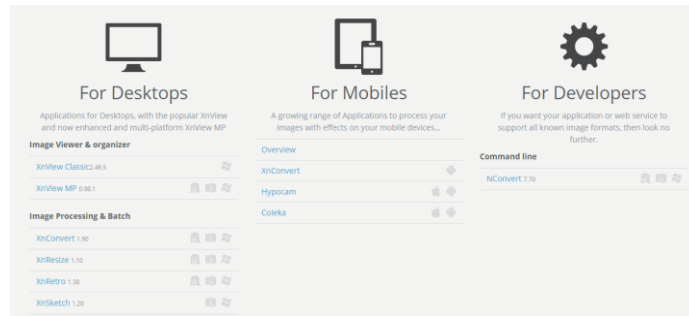 For Desktops
Applications for Desktops, with the popular XnView
and now enhanced and multi-platform XnView MP
Image Viewer & organizer
XnView Classic2.49.5
XnView MP 0.98.1
Image Processing & Batch
XnConvert 1.90
XnResize 1.10
XnRetro 1.30
XnSketch 1.20
For Mobiles
A growing range of Applications to process your
images with effects on your mobile devices...
Overview
XnConvert
Hypocam
Coleka
For Developers
If you want your application or web service to
support all known image formats, then look no
further.
Command line
NConvert 7.70